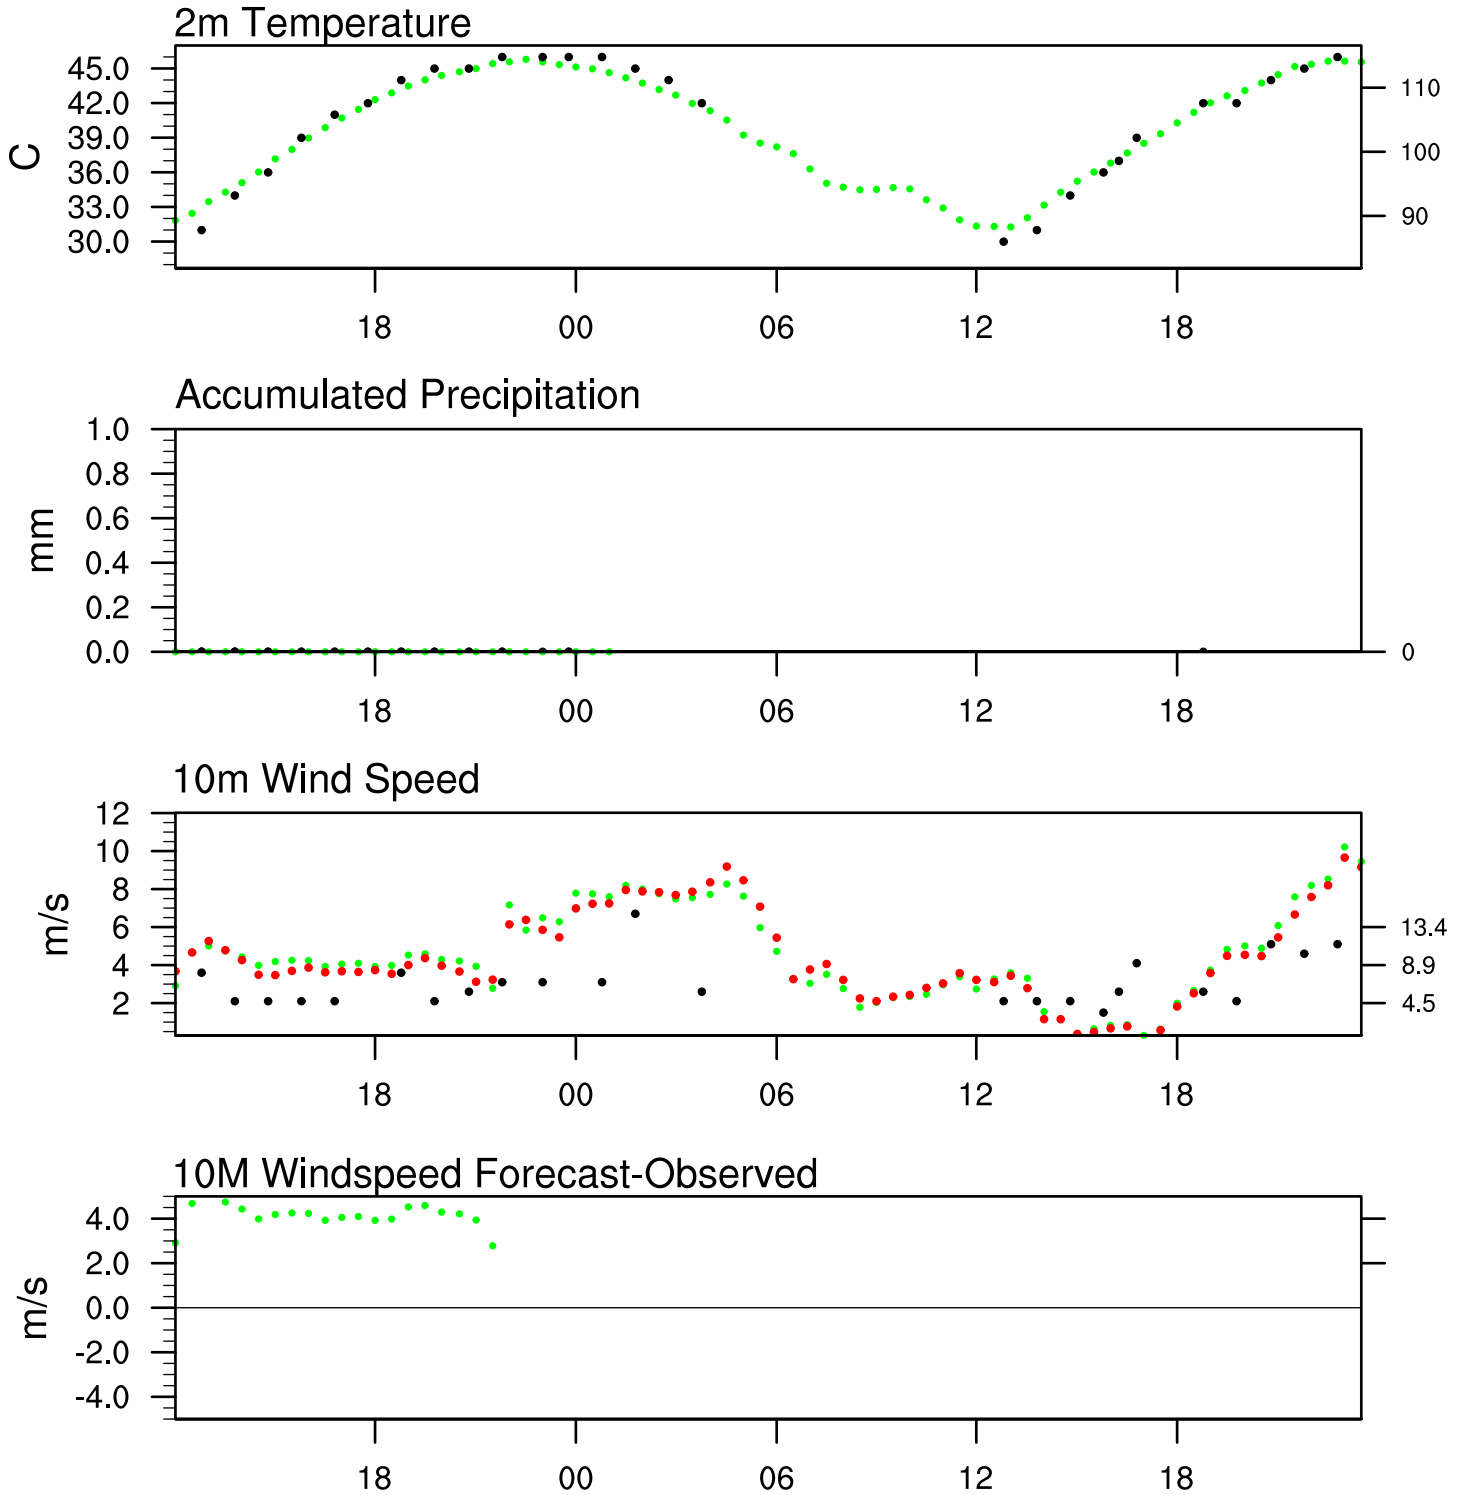 2m Temperature
45.0
42.0
39.0
36.0
33.0
30.0
C
110
100
90
18 00 06 12 18
Accumulated Precipitation
1.0
0.8
0.6
0.4
0.2
0.0
mm
0
18 00 06 12 18
10m Wind Speed
12
10
8
6
4
2
m/s
13.4
8.9
4.5
18 00 06 12 18
10M Windspeed Forecast-Observed
4.0
2.0
0.0
-2.0
-4.0
m/s
18 00 06 12 18